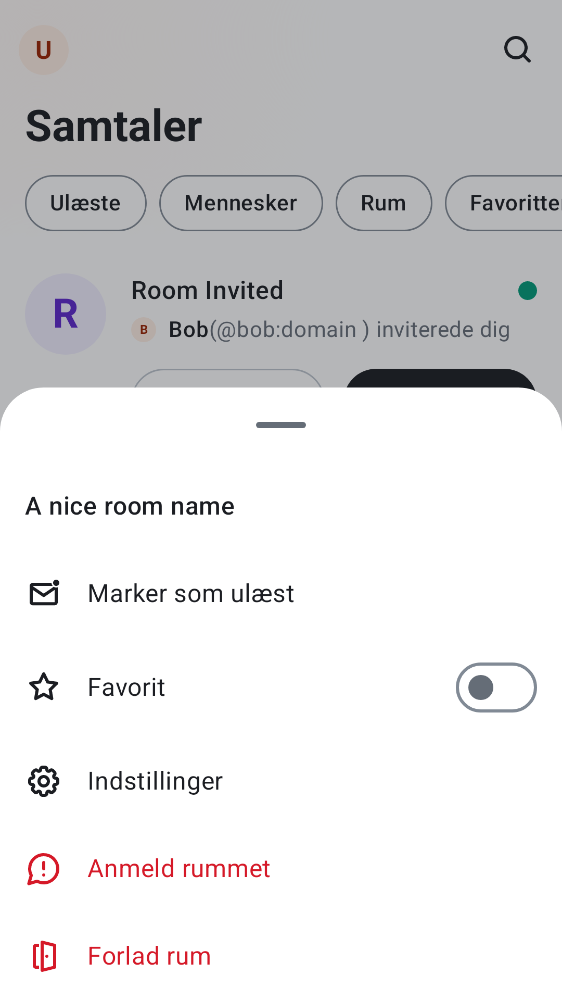 U
Samtaler
Ulæste Mennesker Rum Favoritter
R
Room Invited
B Bob(@bob:domain ) inviterede dig
A nice room name
Marker som ulæst
Favorit
Indstillinger
Anmeld rummet
Forlad rum